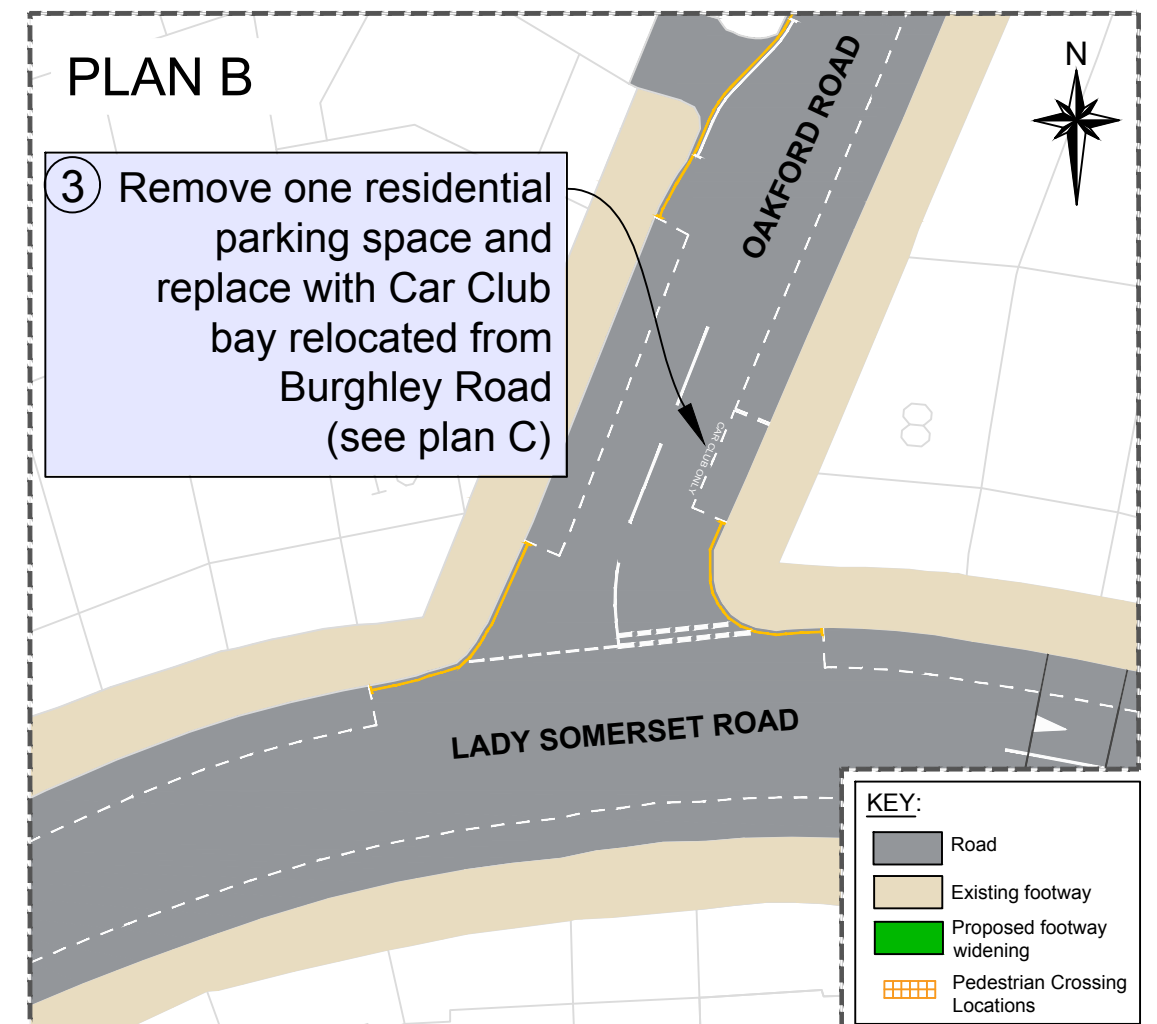 PLAN B
N
OAKFORD ROAD
3 Remove one residential
parking space and
replace with Car Club
bay relocated from
Burghley Road
(see plan C)
CAR CLUB ONLY
8
LADY SOMERSET ROAD
KEY:
Road
Existing footway
Proposed footway
widening
Pedestrian Crossing
Locations